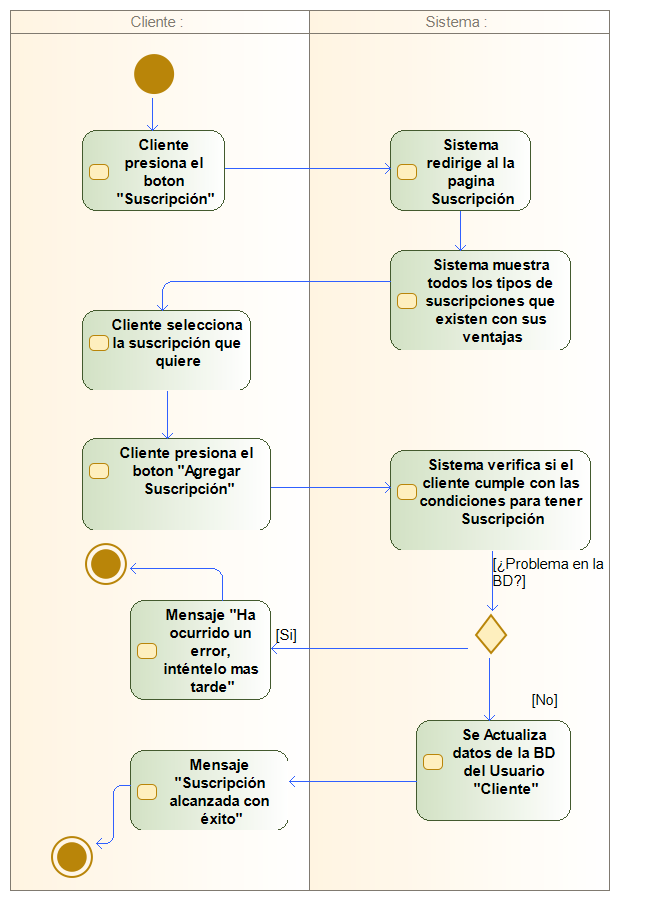 Cliente :
Sistema :
Cliente
presiona el
boton
"Suscripción"
Sistema
redirige al la
pagina
Suscripción
Sistema muestra
todos los tipos de
suscripciones que
existen con sus
ventajas
Cliente selecciona
la suscripción que
quiere
Cliente presiona el
boton "Agregar
Suscripción"
Sistema verifica si el
cliente cumple con las
condiciones para tener
Suscripción
[¿Problema en la
BD?]
Mensaje "Ha
ocurrido un
error,
inténtelo mas
tarde"
[Si]
[No]
Se Actualiza
datos de la BD
del Usuario
"Cliente"
Mensaje
"Suscripción
alcanzada con
éxito"